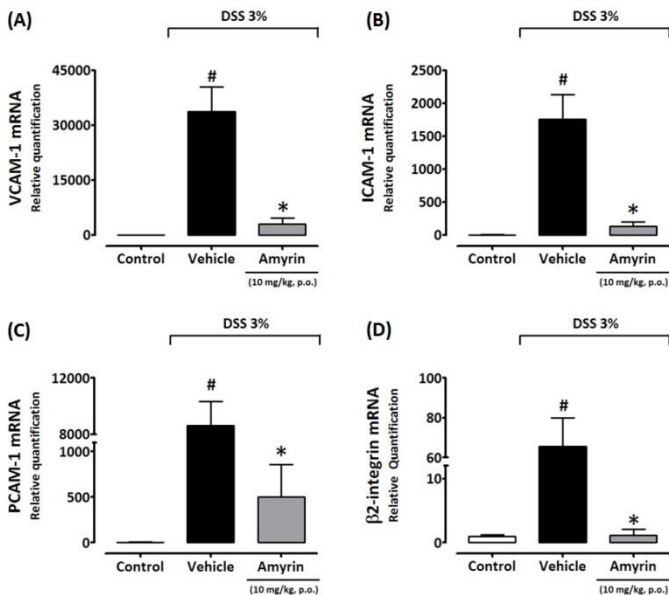 (A)
DSS 3%
VCAM-1 mRNA
Relative quantification
45000
30000
15000
0
#
*
Control
Vehicle
Amyrin
(10 mg/kg, p.o.)
(B)
DSS 3%
ICAM-1 mRNA
Relative quantification
2500
2000
1500
1000
500
0
#
*
Control
Vehicle
Amyrin
(10 mg/kg, p.o.)
(C)
DSS 3%
PCAM-1 mRNA
Relative quantification
12000
8000
1000
500
0
#
*
Control
Vehicle
Amyrin
(10 mg/kg, p.o.)
(D)
DSS 3%
β2-integrin mRNA
Relative Quantification
100
80
60
10
0
#
*
Control
Vehicle
Amyrin
(10 mg/kg, p.o.)